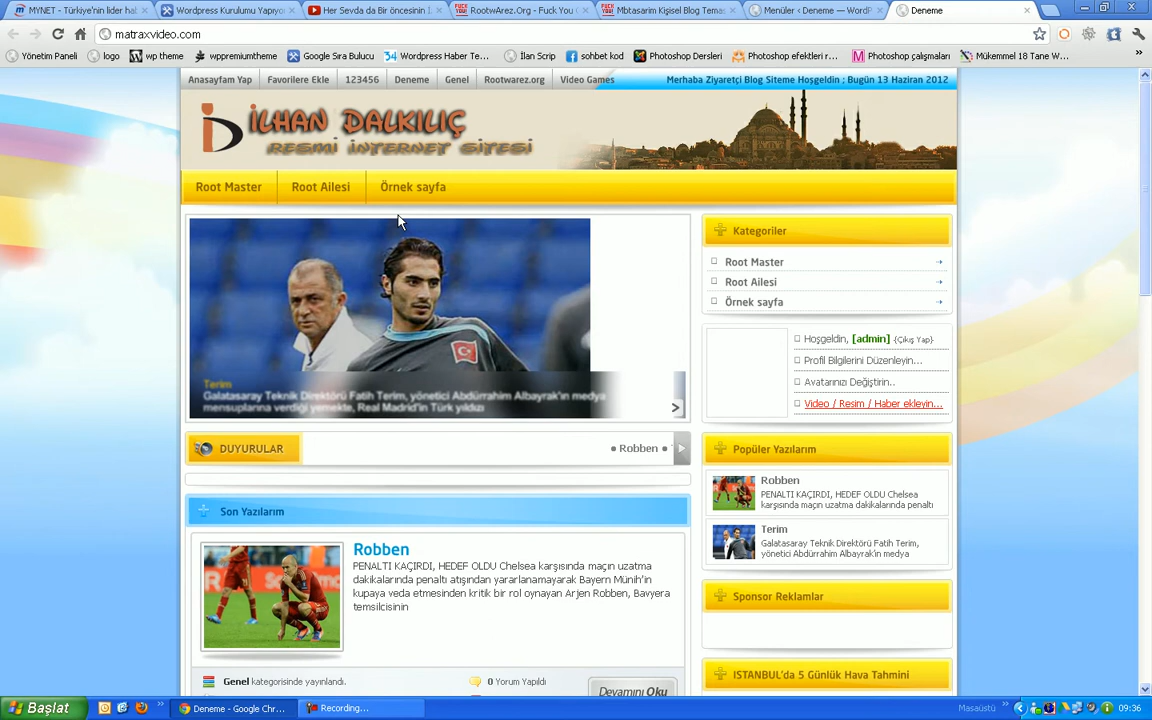 MYNET - Türkiye'nin lider hab
Wordpress Kurulumu Yapıyo
Her Sevda da Bir öncesinin İ
RootwArez.Org - Fuck You G
Mbtasarim Kişisel Blog Temas
Menüler ‹ Deneme — WordP
Deneme
matraxvideo.com
Yönetim Paneli
logo
wp theme
wppremiumtheme
Google Sira Bulucu
Wordpress Haber Te...
İlan Scrip
sohbet kod
Photoshop Dersleri
Photoshop efektleri r...
Photoshop çalışmaları
Mükemmel 18 Tane W...
Anasayfam Yap
Favorilere Ekle
123456
Deneme
Genel
Rootwarez.org
Video Games
Merhaba Ziyaretçi Blog Siteme Hoşgeldin ; Bugün 13 Haziran 2012
İLHAN DALKILIÇ
RESMİ İNTERNET SİTESİ
Root Master
Root Ailesi
Örnek sayfa
Terim
Galatasaray Teknik Direktörü Fatih Terim, yönetici Abdürrahim Albayrak'ın medya
mensuplarına verdiği yemekte, Real Madrid'in Türk yıldızı
DUYURULAR
Robben
Son Yazılarım
Robben
PENALTI KAÇIRDI, HEDEF OLDU Chelsea karşısında maçın uzatma
dakikalarında penaltı atışından yararlanamayarak Bayern Münih'in
kupaya veda etmesinden kritik bir rol oynayan Arjen Robben, Bavyera
temsilcisinin
Genel kategorisinde yayınlandı.
0 Yorum Yapıldı
Devamını Oku
Kategoriler
Root Master
Root Ailesi
Örnek sayfa
Hoşgeldin, [admin] {Çıkış Yap}
Profil Bilgilerini Düzenleyin...
Avatarınızı Değiştirin..
Video / Resim / Haber ekleyin...
Popüler Yazılarım
Robben
PENALTI KAÇIRDI, HEDEF OLDU Chelsea
karşısında maçın uzatma dakikalarında penaltı
Terim
Galatasaray Teknik Direktörü Fatih Terim,
yönetici Abdürrahim Albayrak'ın medya
Sponsor Reklamlar
ISTANBUL'da 5 Günlük Hava Tahmini
Başlat
Deneme - Google Chr...
Recording...
Masaüstü
09:36